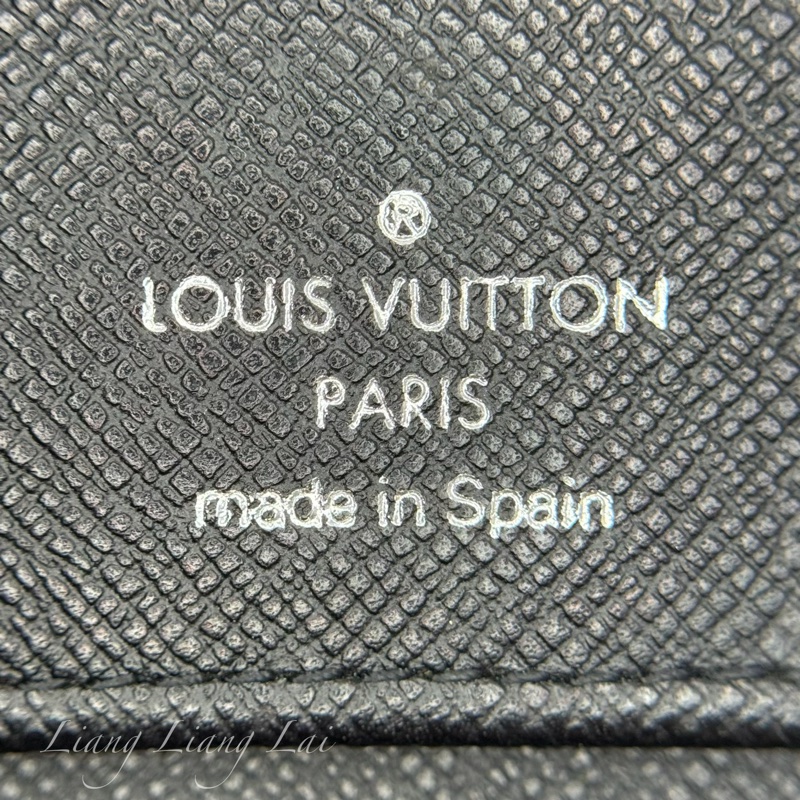 ®
LOUIS VUITTON
PARIS
made in Spain
Liang Liang Lai